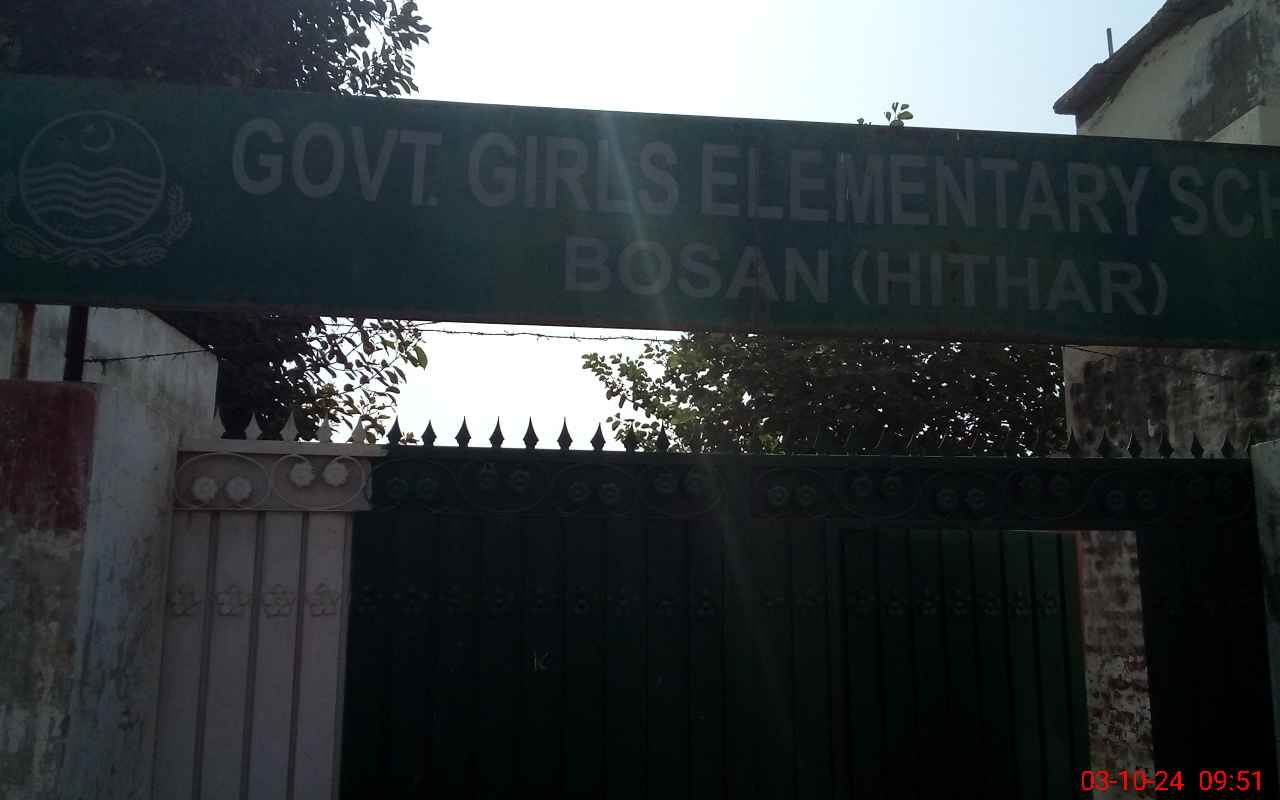 GOVT. GIRLS ELEMENTARY SCH
BOSAN (HITHAR)
K
03-10-24 09:51